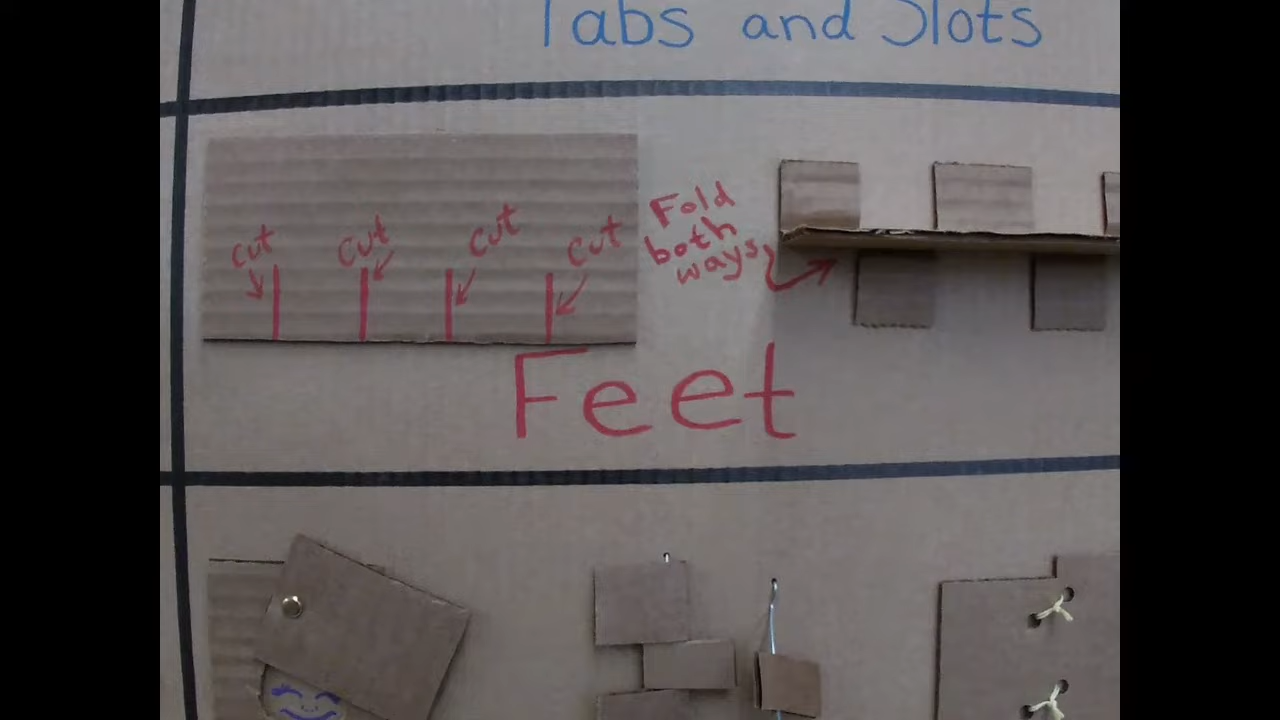 Tabs and Slots
cut
cut
cut
cut
Fold
both
ways
Feet